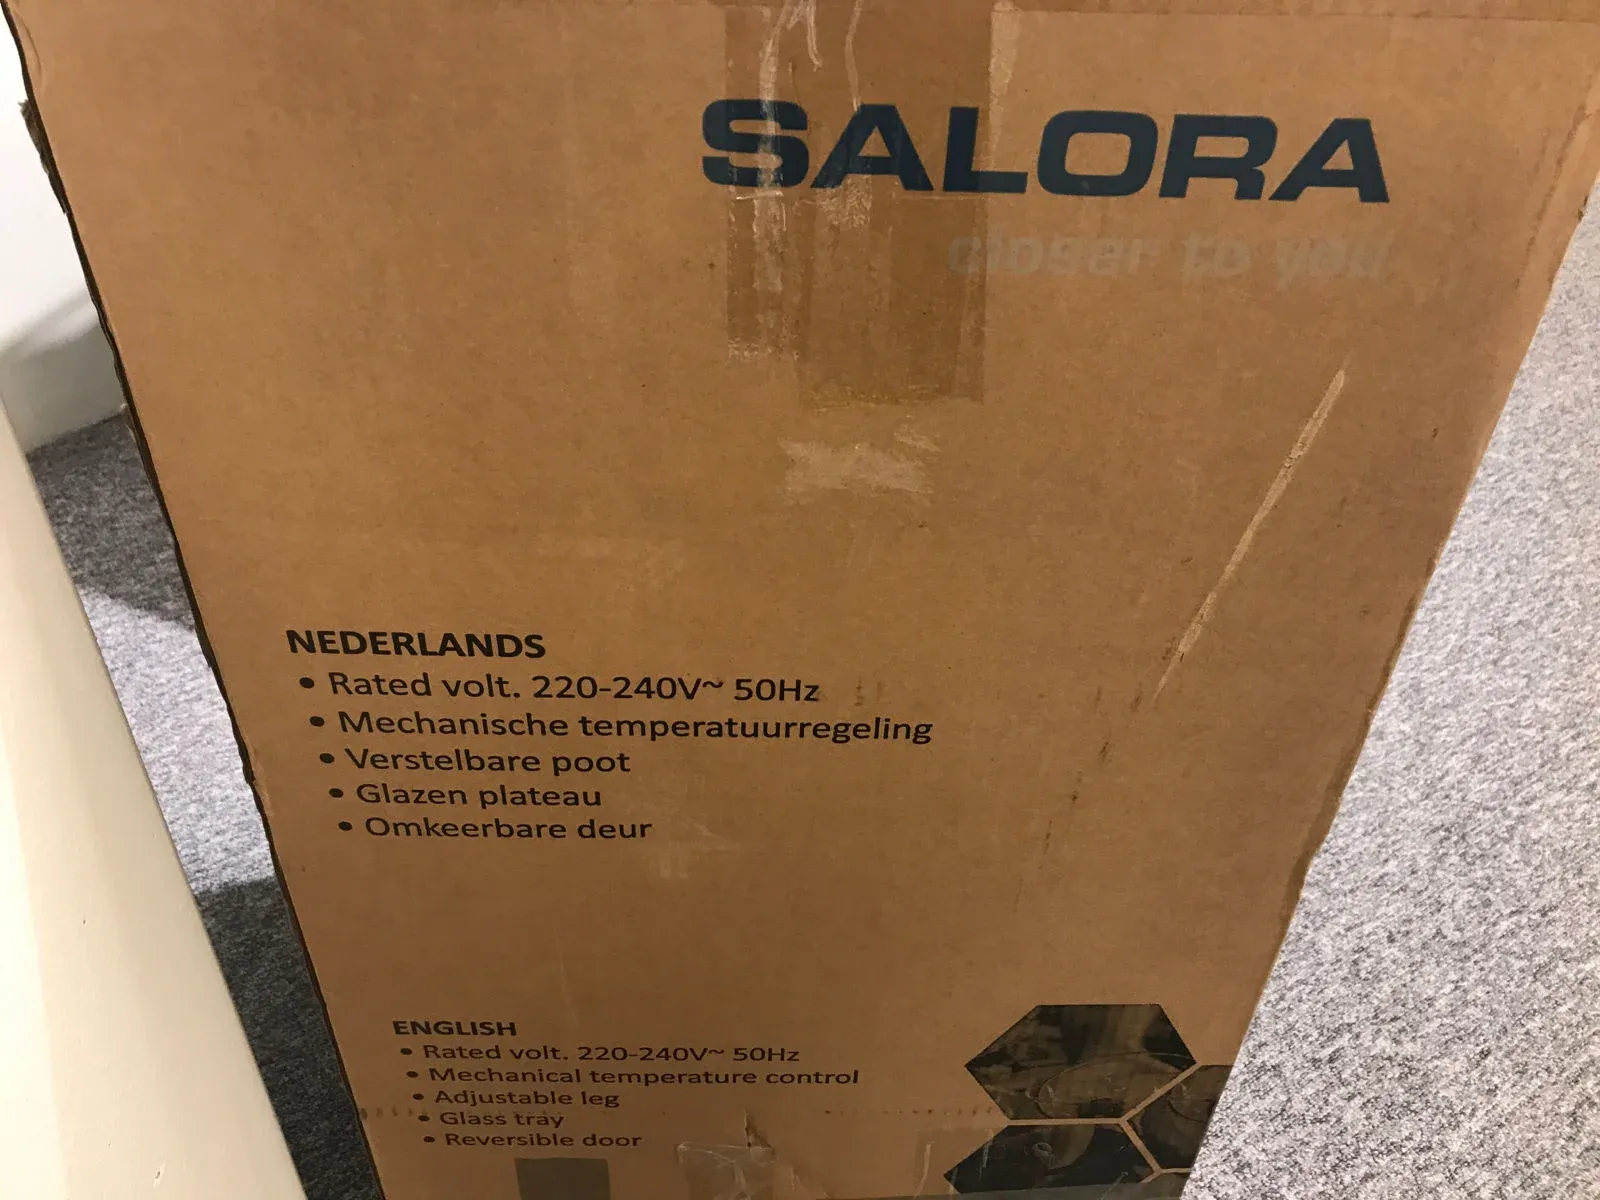 SALORA
closer to you
NEDERLANDS
• Rated volt. 220-240V~ 50Hz
• Mechanische temperatuurregeling
• Verstelbare poot
• Glazen plateau
• Omkeerbare deur
ENGLISH
• Rated volt. 220-240V~ 50Hz
• Mechanical temperature control
• Adjustable leg
• Glass tray
• Reversible door